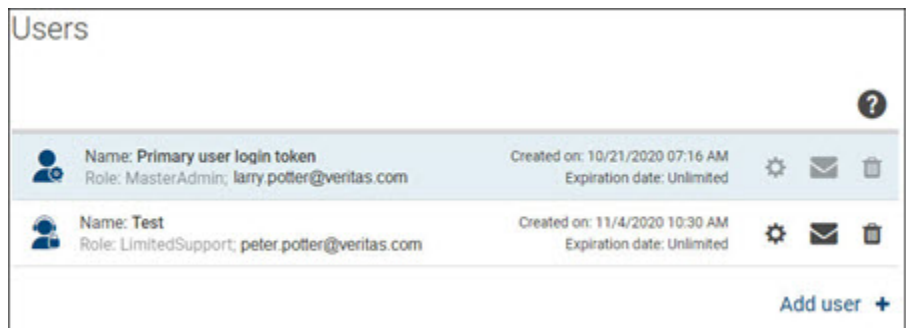 Users
?
Name: Primary user login token
Role: MasterAdmin; larry.potter@veritas.com
Created on: 10/21/2020 07:16 AM
Expiration date: Unlimited
Name: Test
Role: LimitedSupport; peter.potter@veritas.com
Created on: 11/4/2020 10:30 AM
Expiration date: Unlimited
Add user +